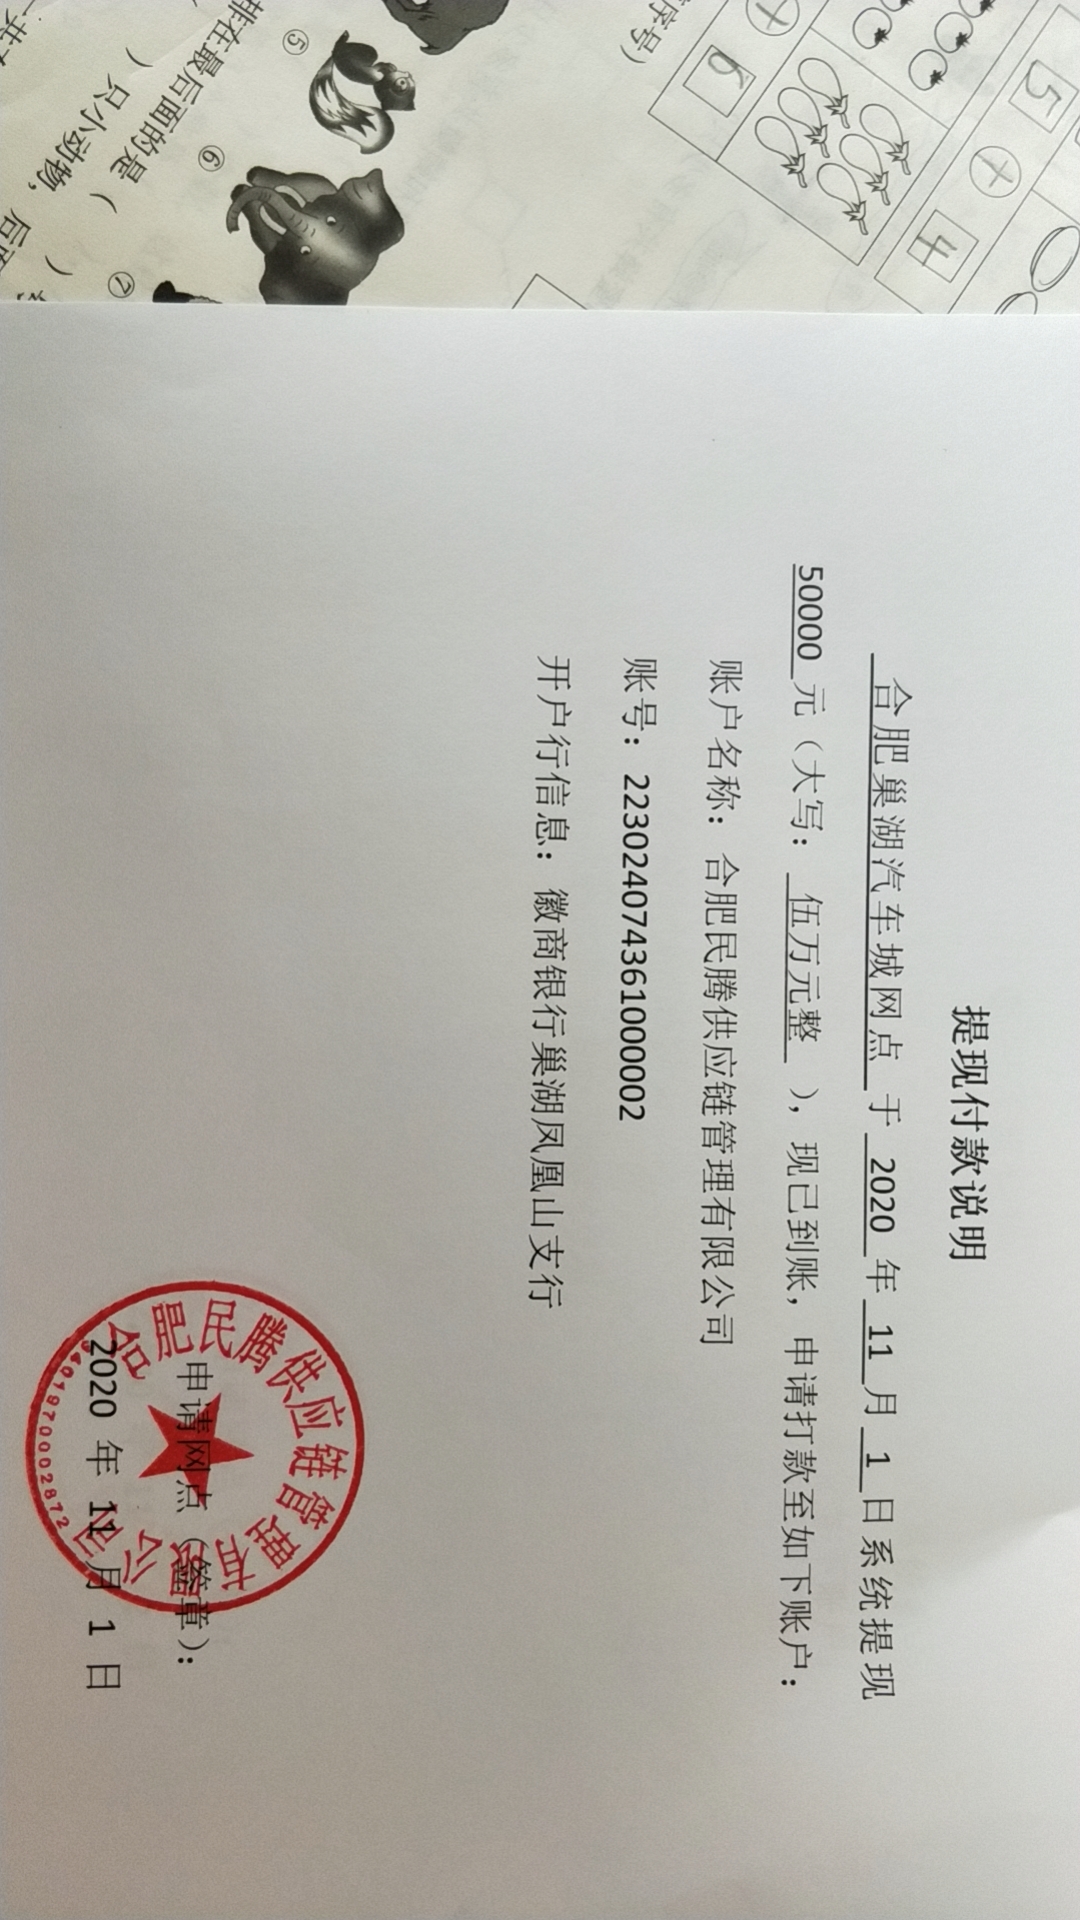 提现付款说明
合肥巢湖汽车城网点 于 2020 年 11 月 1 日系统提现
50000 元（大写： 伍万元整 ），现已到账，申请打款至如下账户：
账户名称：合肥民腾供应链管理有限公司
账号：223024074361000002
开户行信息：徽商银行巢湖凤凰山支行
申请网点（签章）：
2020 年 11 月 1 日
合肥民腾供应链管理有限公司
排在最后面的是（
）只小动物，
⑤
⑥
⑦
序号）
6
+
5
+
4